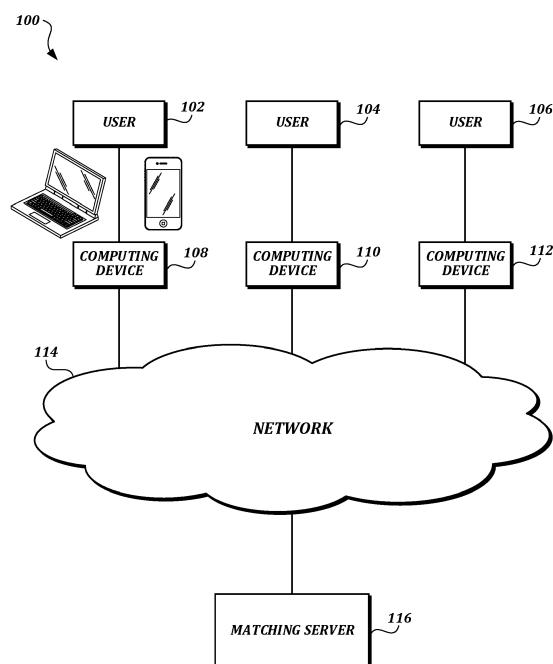 100
USER
102
USER
104
USER
106
COMPUTING
DEVICE
108
COMPUTING
DEVICE
110
COMPUTING
DEVICE
112
114
NETWORK
MATCHING SERVER
116